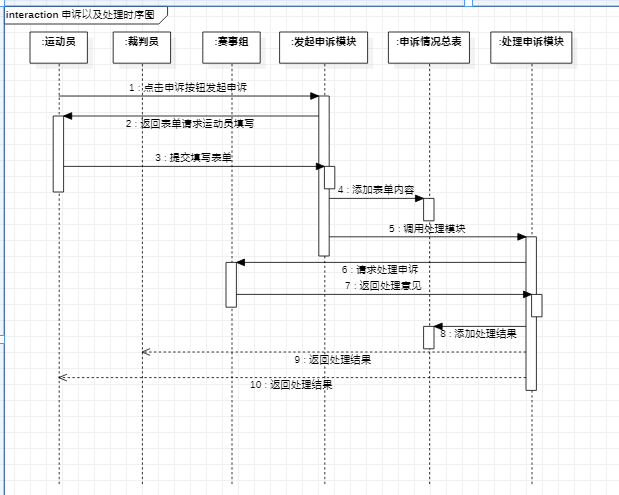 interaction 申诉以及处理时序图
:运动员
:裁判员
:赛事组
:发起申诉模块
:申诉情况总表
:处理申诉模块
1 : 点击申诉按钮发起申诉
2 : 返回表单请求运动员填写
3 : 提交填写表单
4 : 添加表单内容
5 : 调用处理模块
6 : 请求处理申诉
7 : 返回处理意见
8 : 添加处理结果
9 : 返回处理结果
10 : 返回处理结果